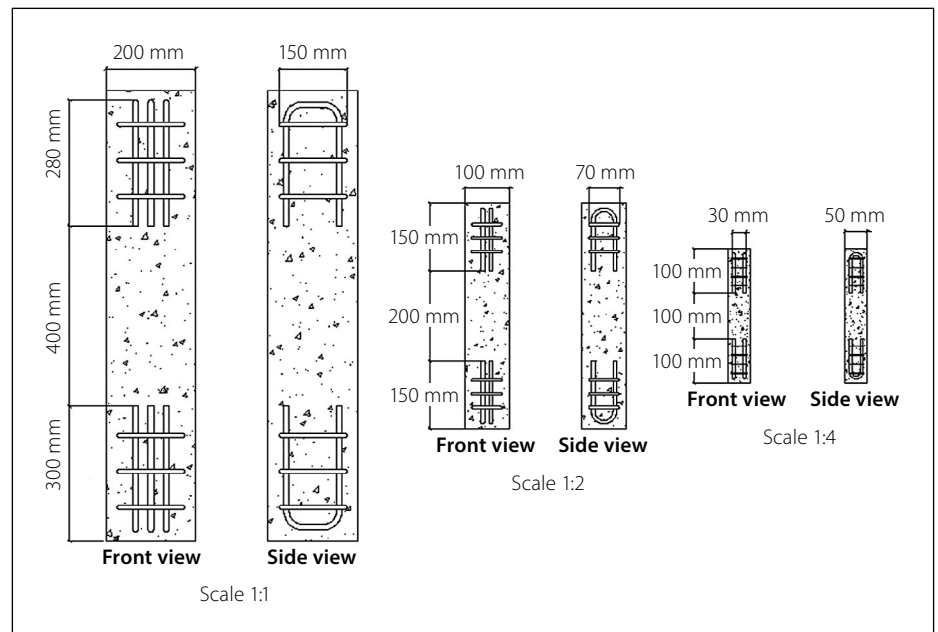 200 mm
150 mm
280 mm
400 mm
300 mm
Front view
Side view
Scale 1:1
100 mm
70 mm
150 mm
200 mm
150 mm
Front view
Side view
Scale 1:2
30 mm
50 mm
100 mm
100 mm
100 mm
Front view
Side view
Scale 1:4